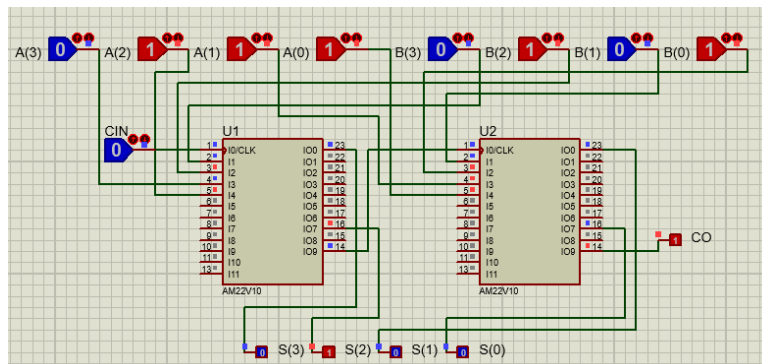 A(3) 0 A(2) 1 A(1) 1 A(0) 1 B(3) 0 B(2) 1 B(1) 0 B(0) 1
CIN 0
U1 U2
1 I0/CLK IO0 23 1 I0/CLK IO0 23
2 I1 IO1 22 2 I1 IO1 22
3 I2 IO2 21 3 I2 IO2 21
4 I3 IO3 20 4 I3 IO3 20
5 I4 IO4 19 5 I4 IO4 19
6 I5 IO5 18 6 I5 IO5 18
7 I6 IO6 17 7 I6 IO6 17
8 I7 IO7 16 8 I7 IO7 16
9 I8 IO8 15 9 I8 IO8 15
10 I9 IO9 14 10 I9 IO9 14
11 I10 11 I10
13 I11 13 I11
AM22V10 AM22V10
1 CO
0 S(3) 1 S(2) 0 S(1) 0 S(0)